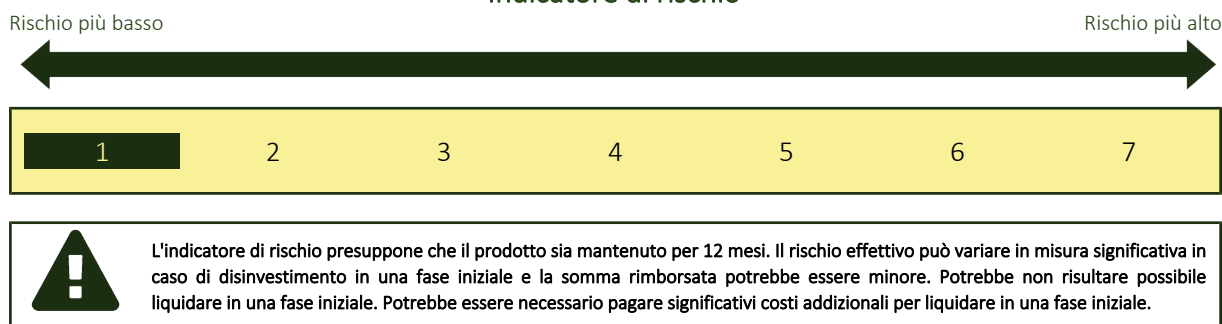 Indicatore di rischio
Rischio più basso
Rischio più alto
1 2 3 4 5 6 7
L'indicatore di rischio presuppone che il prodotto sia mantenuto per 12 mesi. Il rischio effettivo può variare in misura significativa in
caso di disinvestimento in una fase iniziale e la somma rimborsata potrebbe essere minore. Potrebbe non risultare possibile
liquidare in una fase iniziale. Potrebbe essere necessario pagare significativi costi addizionali per liquidare in una fase iniziale.